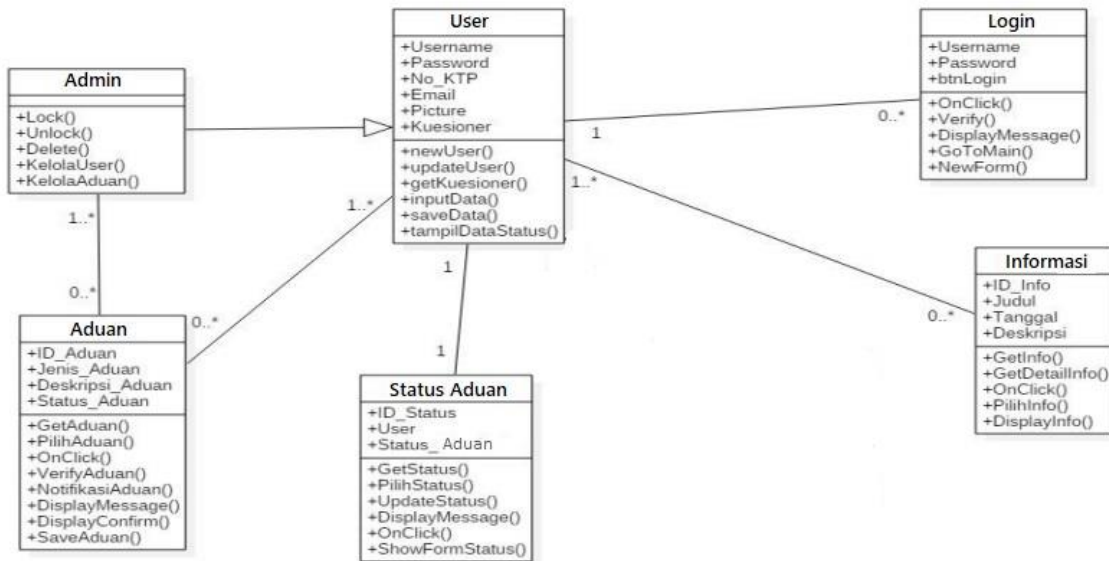 User
+Username
+Password
+No_KTP
+Email
+Picture
+Kuesioner
+newUser()
+updateUser()
+getKuesioner()
+inputData()
+saveData()
+tampilDataStatus()
Login
+Username
+Password
+btnLogin
+OnClick()
+Verify()
+DisplayMessage()
+GoToMain()
+NewForm()
Admin
+Lock()
+Unlock()
+Delete()
+KelolaUser()
+KelolaAduan()
1
0..*
1..*
1..*
1..*
0..*
0..*
1
1
0..*
Informasi
+ID_Info
+Judul
+Tanggal
+Deskripsi
+GetInfo()
+GetDetailInfo()
+OnClick()
+PilihInfo()
+DisplayInfo()
Aduan
+ID_Aduan
+Jenis_Aduan
+Deskripsi_Aduan
+Status_Aduan
+GetAduan()
+PilihAduan()
+OnClick()
+VerifyAduan()
+NotifikasiAduan()
+DisplayMessage()
+DisplayConfirm()
+SaveAduan()
Status Aduan
+ID_Status
+User
+Status_ Aduan
+GetStatus()
+PilihStatus()
+UpdateStatus()
+DisplayMessage()
+OnClick()
+ShowFormStatus()